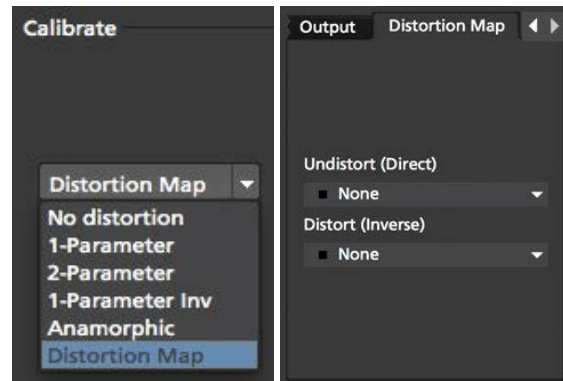 Calibrate
Distortion Map
No distortion
1-Parameter
2-Parameter
1-Parameter Inv
Anamorphic
Distortion Map
Output
Distortion Map
Undistort (Direct)
None
Distort (Inverse)
None